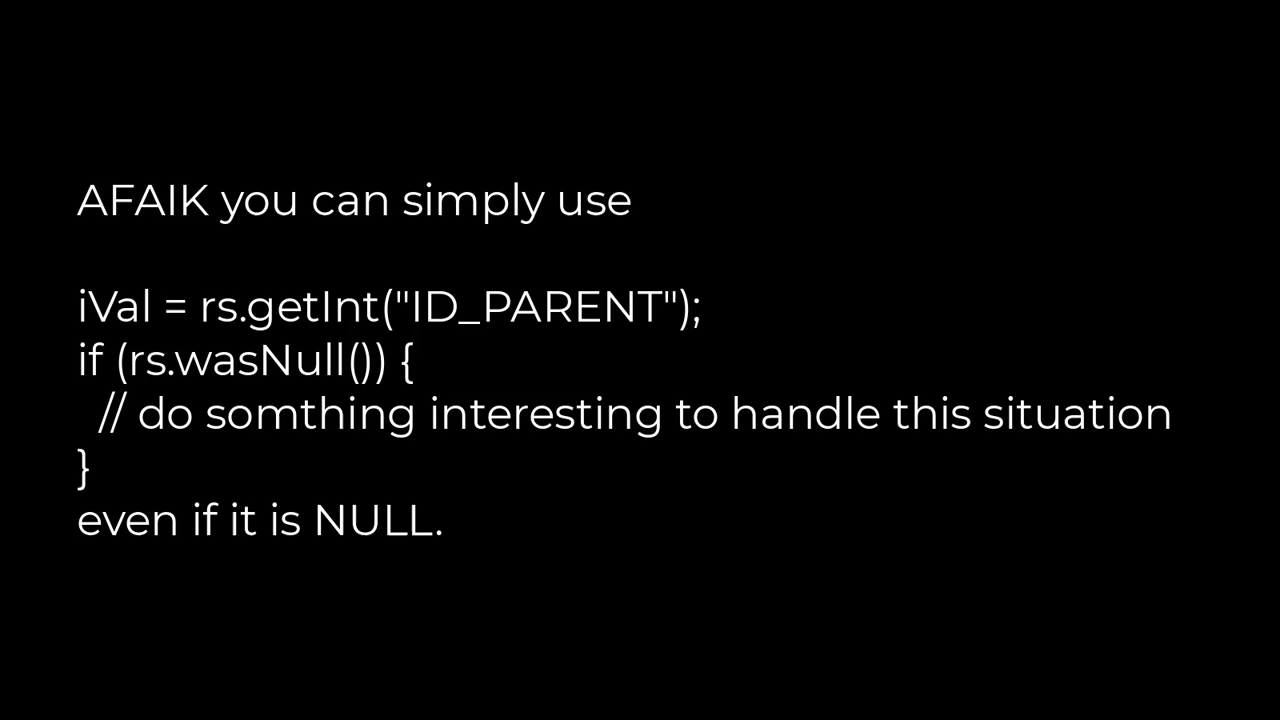 AFAIK you can simply use
iVal = rs.getInt("ID_PARENT");
if (rs.wasNull()) {
  // do somthing interesting to handle this situation
}
even if it is NULL.